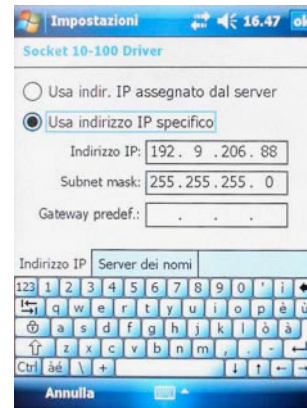 Impostazioni 16.47 ok
Socket 10-100 Driver
Usa indir. IP assegnato dal server
Usa indirizzo IP specifico
Indirizzo IP: 192. 9 .206. 88
Subnet mask: 255.255.255. 0
Gateway predef.: . . .
Indirizzo IP Server dei nomi
123 1 2 3 4 5 6 7 8 9 0 ' ì
q w e r t y u i o p è ù
a s d f g h j k l ò à
z x c v b n m , . -
Ctrl àé \ +
Annulla